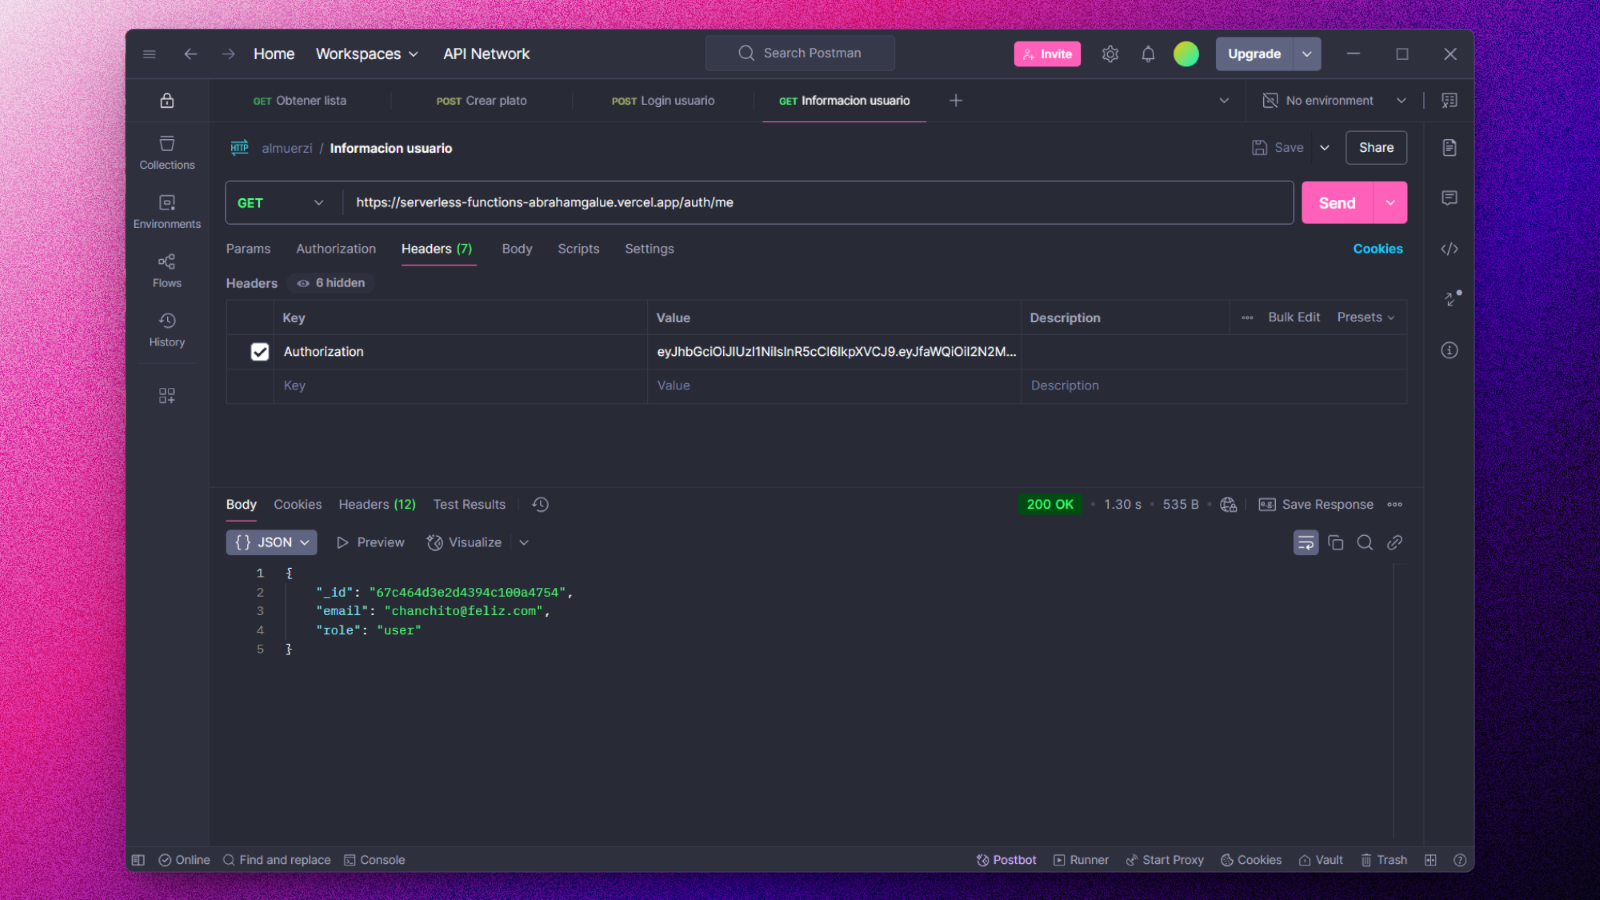 Home Workspaces API Network Search Postman Invite Upgrade
GET Obtener lista POST Crear plato POST Login usuario GET Informacion usuario No environment
HTTP almuerzi / Informacion usuario Save Share
Collections
Environments
Flows
History
GET https://serverless-functions-abrahamgalue.vercel.app/auth/me Send
Params Authorization Headers (7) Body Scripts Settings Cookies
Headers 6 hidden
Key Value Description Bulk Edit Presets
Authorization eyJhbGciOiJIUzI1NiIsInR5cCI6IkpXVCJ9.eyJfaWQiOiI2N2M...
Key Value Description
Body Cookies Headers (12) Test Results 200 OK • 1.30 s • 535 B • e.g. Save Response
{} JSON Preview Visualize
1 {
2 "_id": "67c464d3e2d4394c100a4754",
3 "email": "chanchito@feliz.com",
4 "role": "user"
5 }
Online Find and replace Console Postbot Runner Start Proxy Cookies Vault Trash